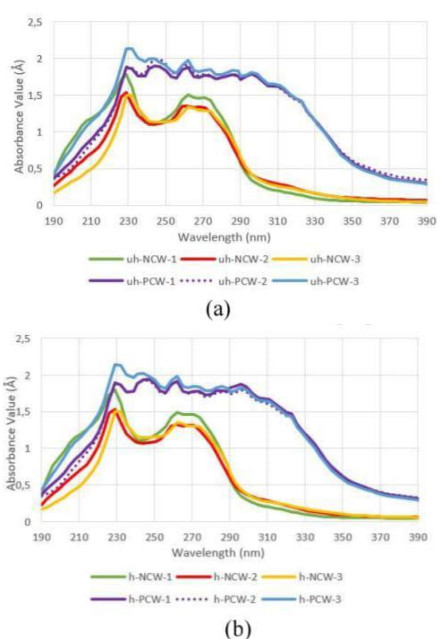 2,5
2
1,5
1
0,5
0
Absorbance Value (Å)
190 210 230 250 270 290 310 330 350 370 390
Wavelength (nm)
uh-NCW-1 uh-NCW-2 uh-NCW-3
uh-PCW-1 uh-PCW-2 uh-PCW-3
(a)
2,5
2
1,5
1
0,5
0
Absorbance Value (Å)
190 210 230 250 270 290 310 330 350 370 390
Wavelength (nm)
h-NCW-1 h-NCW-2 h-NCW-3
h-PCW-1 h-PCW-2 h-PCW-3
(b)